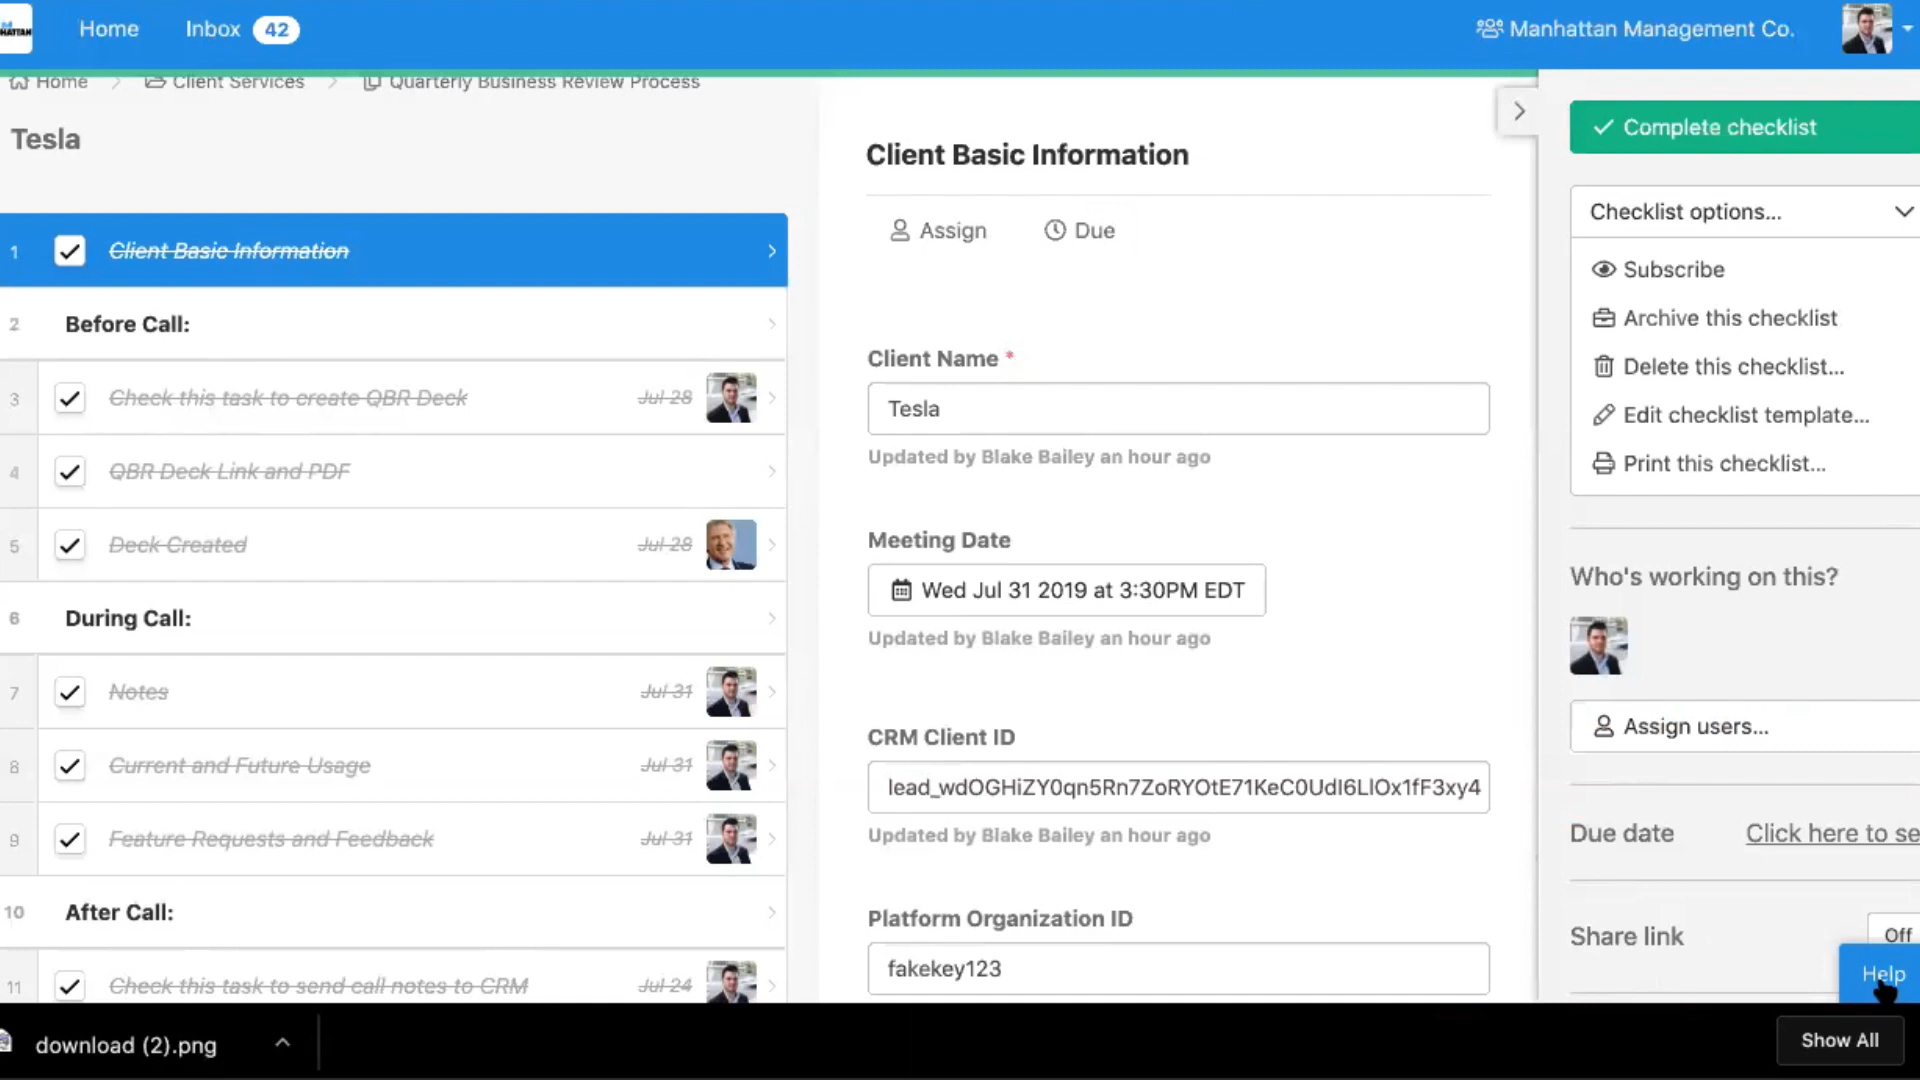 HATTAN
Home
Inbox 42
Manhattan Management Co.
Home
Client Services
Quarterly Business Review Process
Tesla
1 Client Basic Information
2 Before Call:
3 Check this task to create QBR Deck Jul 28
4 QBR Deck Link and PDF
5 Deck Created Jul 28
6 During Call:
7 Notes Jul 31
8 Current and Future Usage Jul 31
9 Feature Requests and Feedback Jul 31
10 After Call:
11 Check this task to send call notes to CRM Jul 24
Client Basic Information
Assign Due
Client Name *
Tesla
Updated by Blake Bailey an hour ago
Meeting Date
Wed Jul 31 2019 at 3:30PM EDT
Updated by Blake Bailey an hour ago
CRM Client ID
lead_wdOGHiZY0qn5Rn7ZoRYOtE71KeC0UdI6LlOx1fF3xy4
Updated by Blake Bailey an hour ago
Platform Organization ID
fakekey123
Complete checklist
Checklist options...
Subscribe
Archive this checklist
Delete this checklist...
Edit checklist template...
Print this checklist...
Who's working on this?
Assign users...
Due date Click here to se
Share link Off
Help
download (2).png
Show All